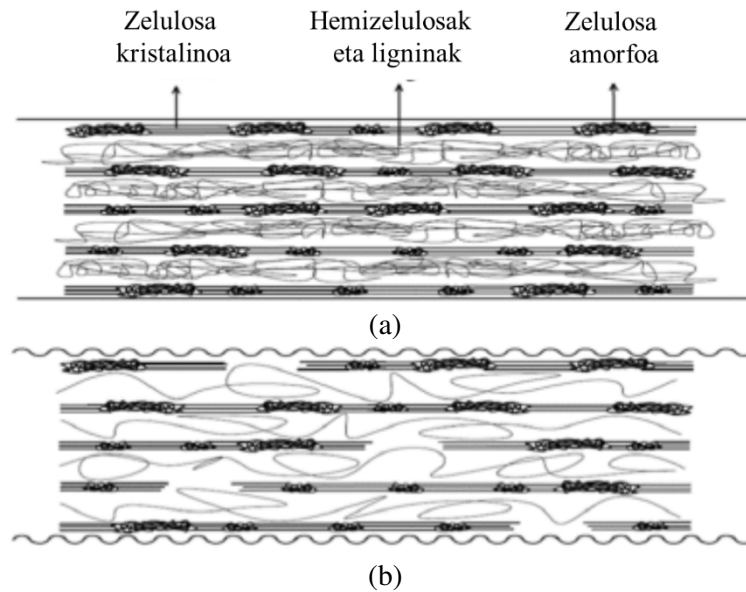 Zelulosa
kristalinoa
Hemizelulosak
eta ligninak
Zelulosa
amorfoa
(a)
(b)